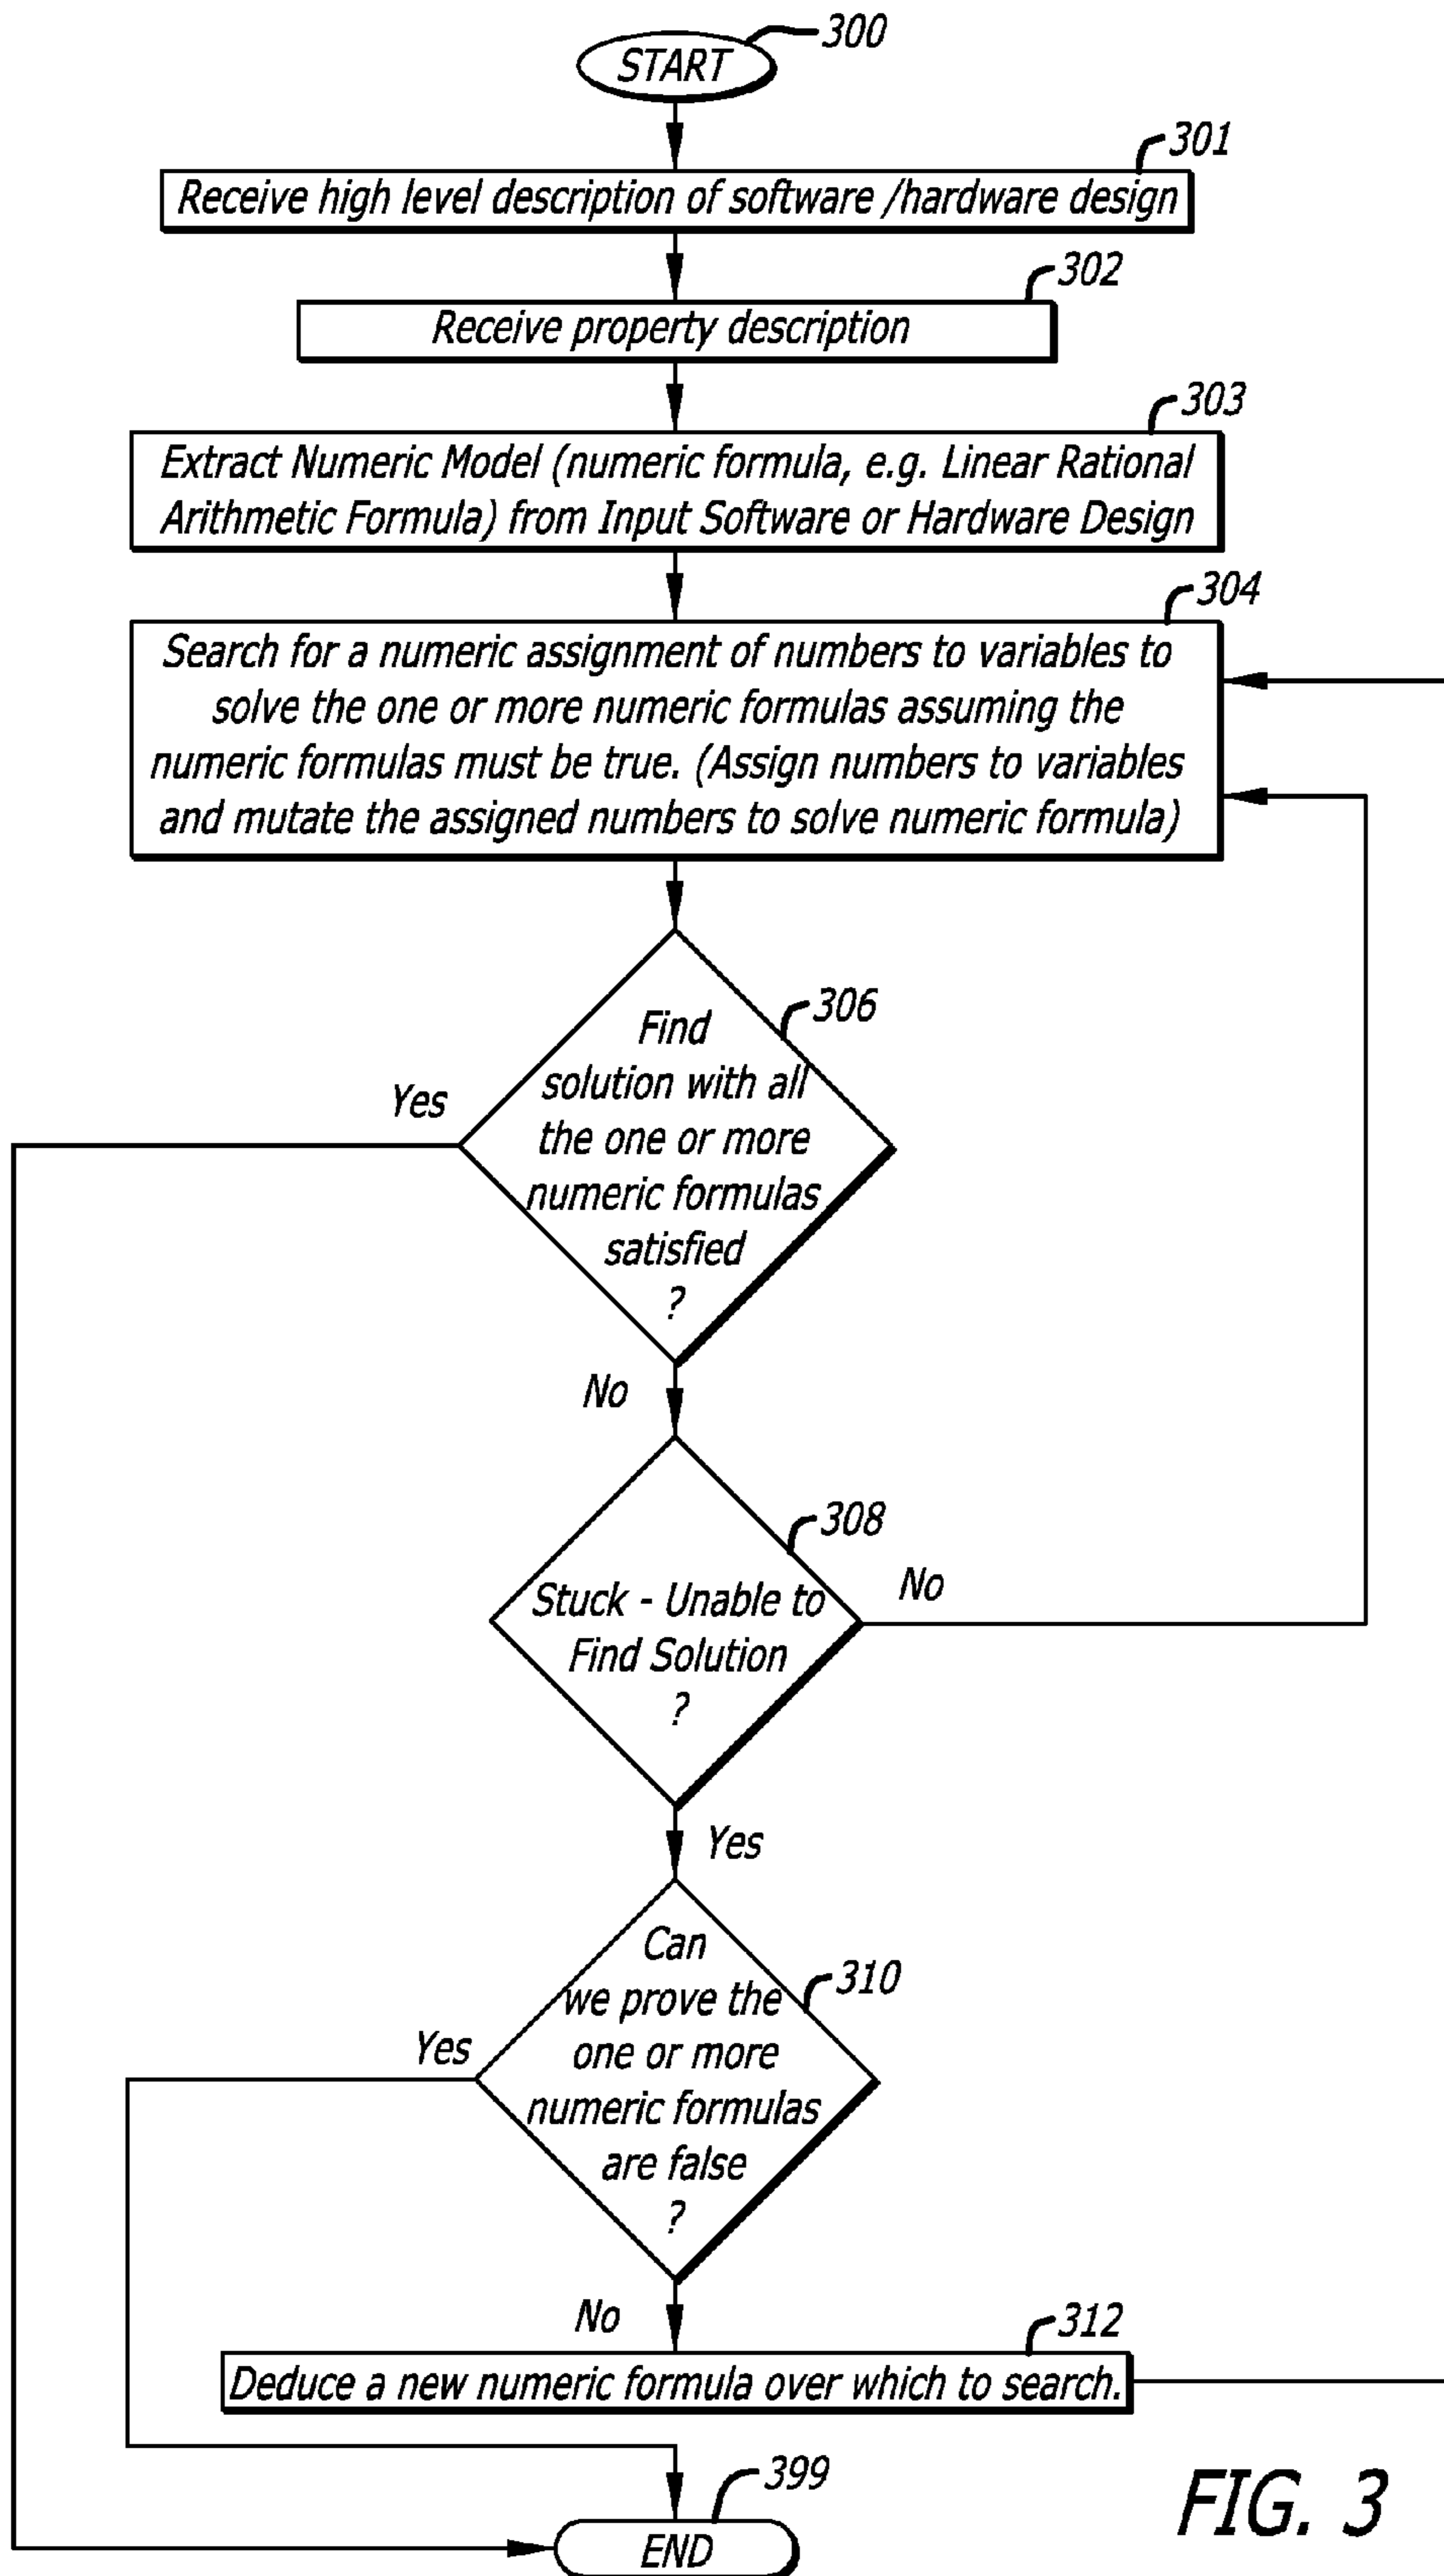 300
START
301
Receive high level description of software /hardware design
302
Receive property description
303
Extract Numeric Model (numeric formula, e.g. Linear Rational
Arithmetic Formula) from Input Software or Hardware Design
304
Search for a numeric assignment of numbers to variables to
solve the one or more numeric formulas assuming the
numeric formulas must be true. (Assign numbers to variables
and mutate the assigned numbers to solve numeric formula)
306
Find
solution with all
the one or more
numeric formulas
satisfied
?
Yes
No
308
Stuck - Unable to
Find Solution
?
No
Yes
310
Can
we prove the
one or more
numeric formulas
are false
?
Yes
No
312
Deduce a new numeric formula over which to search.
399
END
FIG. 3